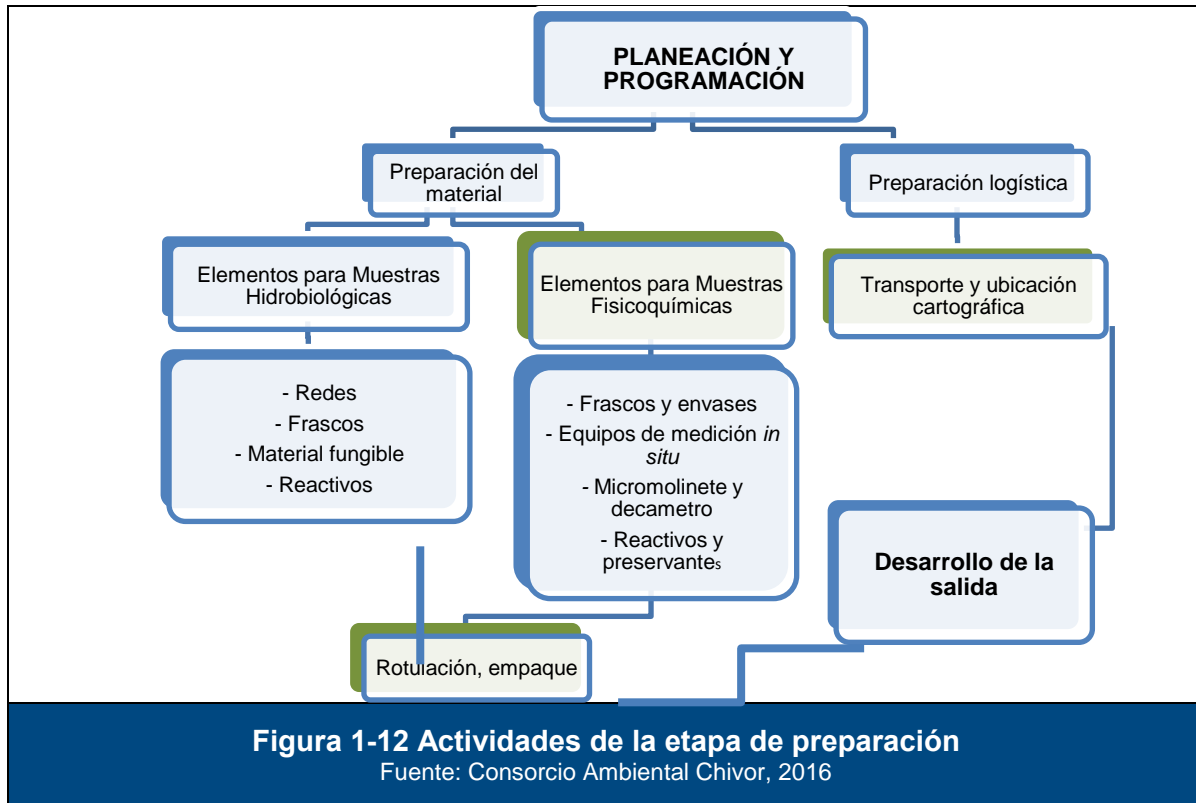 PLANEACIÓN Y
PROGRAMACIÓN
Preparación del
material
Preparación logística
Elementos para Muestras
Hidrobiológicas
Elementos para Muestras
Fisicoquímicas
Transporte y ubicación
cartográfica
- Redes
- Frascos
- Material fungible
- Reactivos
- Frascos y envases
- Equipos de medición in
situ
- Micromolinete y
decametro
- Reactivos y
preservantes
Desarrollo de la
salida
Rotulación, empaque
Figura 1-12 Actividades de la etapa de preparación
Fuente: Consorcio Ambiental Chivor, 2016